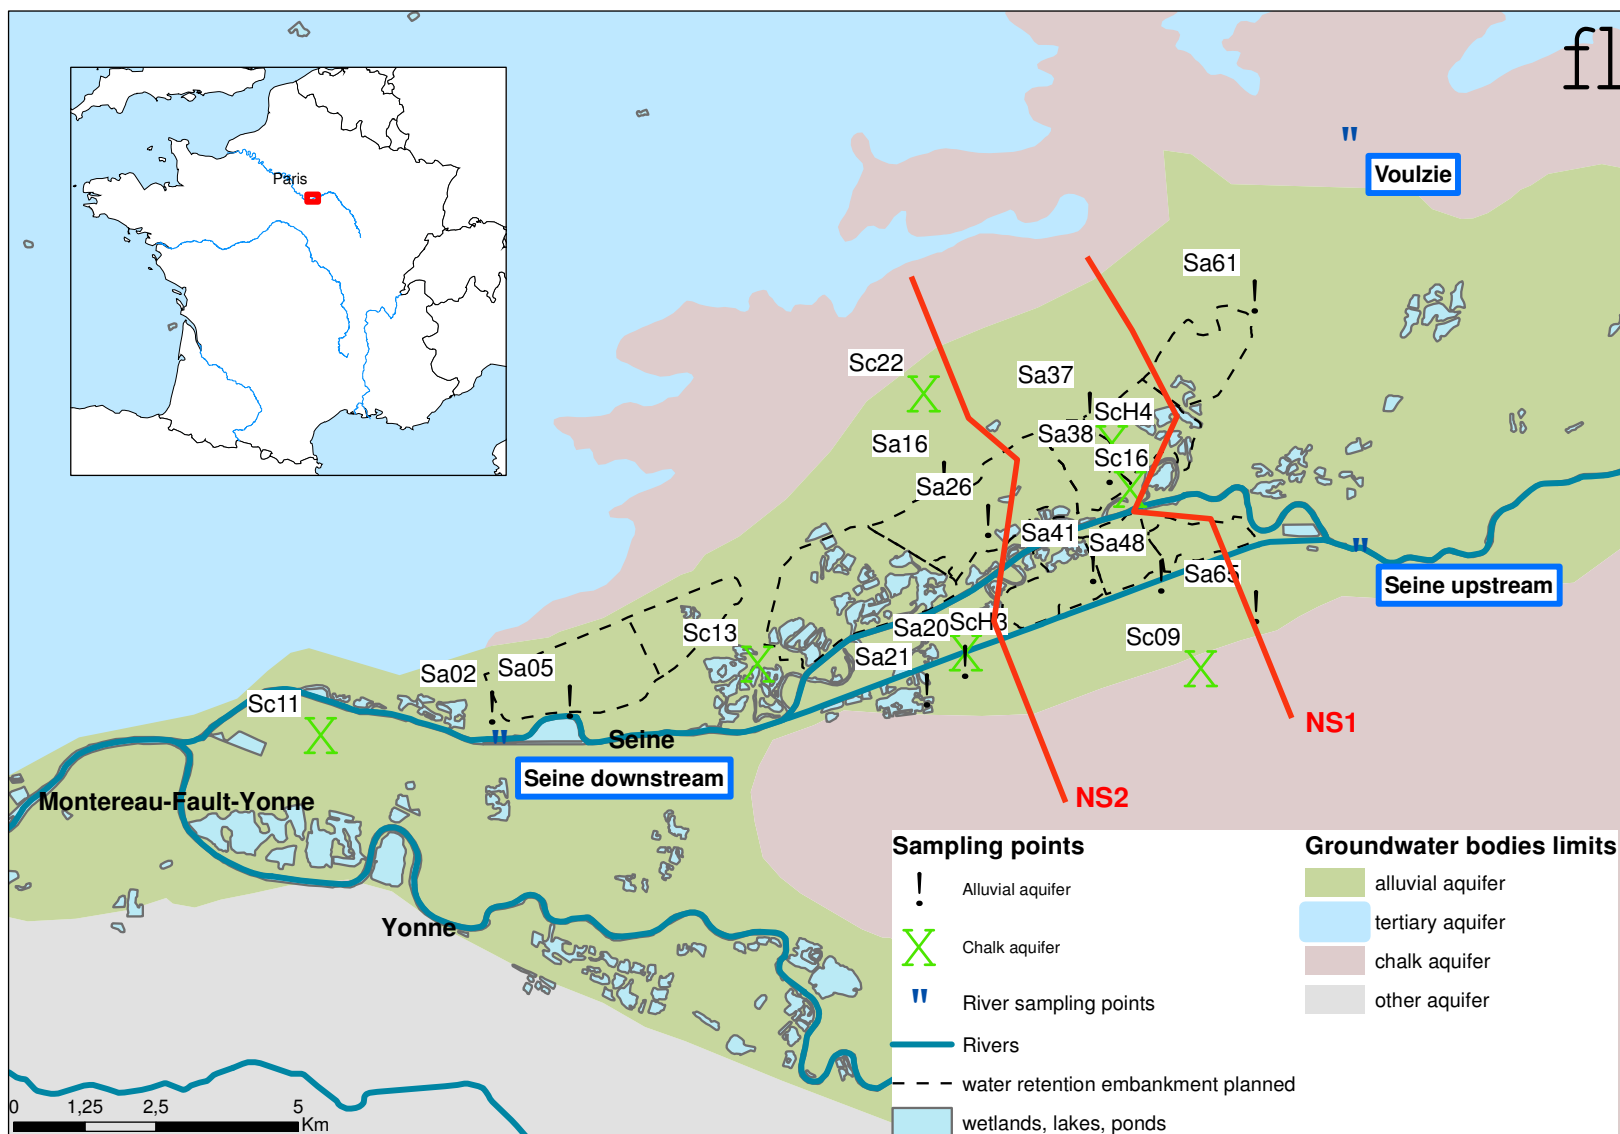 fl
Paris
Voulzie
Sa61
Sc22
Sa37
ScH4
Sa38
Sa16
Sc16
Sa26
Sa41
Sa48
Sa65
Seine upstream
Sa20
ScH3
Sc13
Sc09
Sa21
Sa02
Sa05
Sc11
NS1
Seine
Seine downstream
Montereau-Fault-Yonne
NS2
Yonne
Sampling points
! Alluvial aquifer
X Chalk aquifer
" River sampling points
Rivers
water retention embankment planned
wetlands, lakes, ponds
Groundwater bodies limits
alluvial aquifer
tertiary aquifer
chalk aquifer
other aquifer
0 1,25 2,5 5
Km